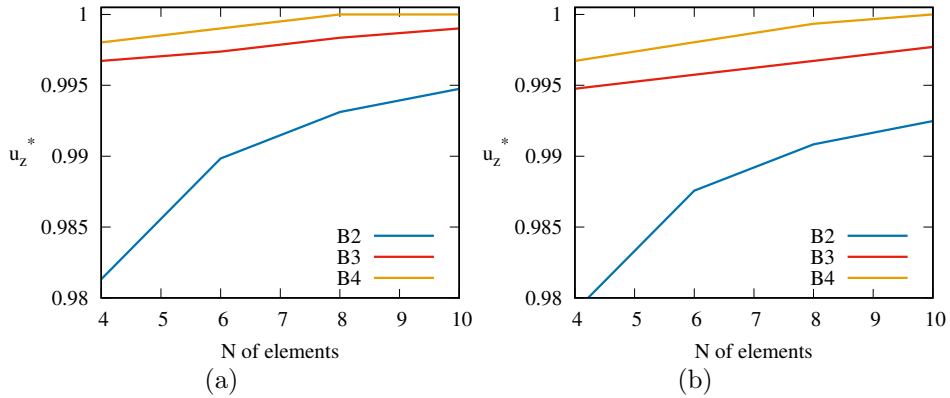 1
0.995
0.99
0.985
0.98
u_z^*
4 5 6 7 8 9 10
N of elements
B2
B3
B4
(a)
1
0.995
0.99
0.985
0.98
u_z^*
4 5 6 7 8 9 10
N of elements
B2
B3
B4
(b)